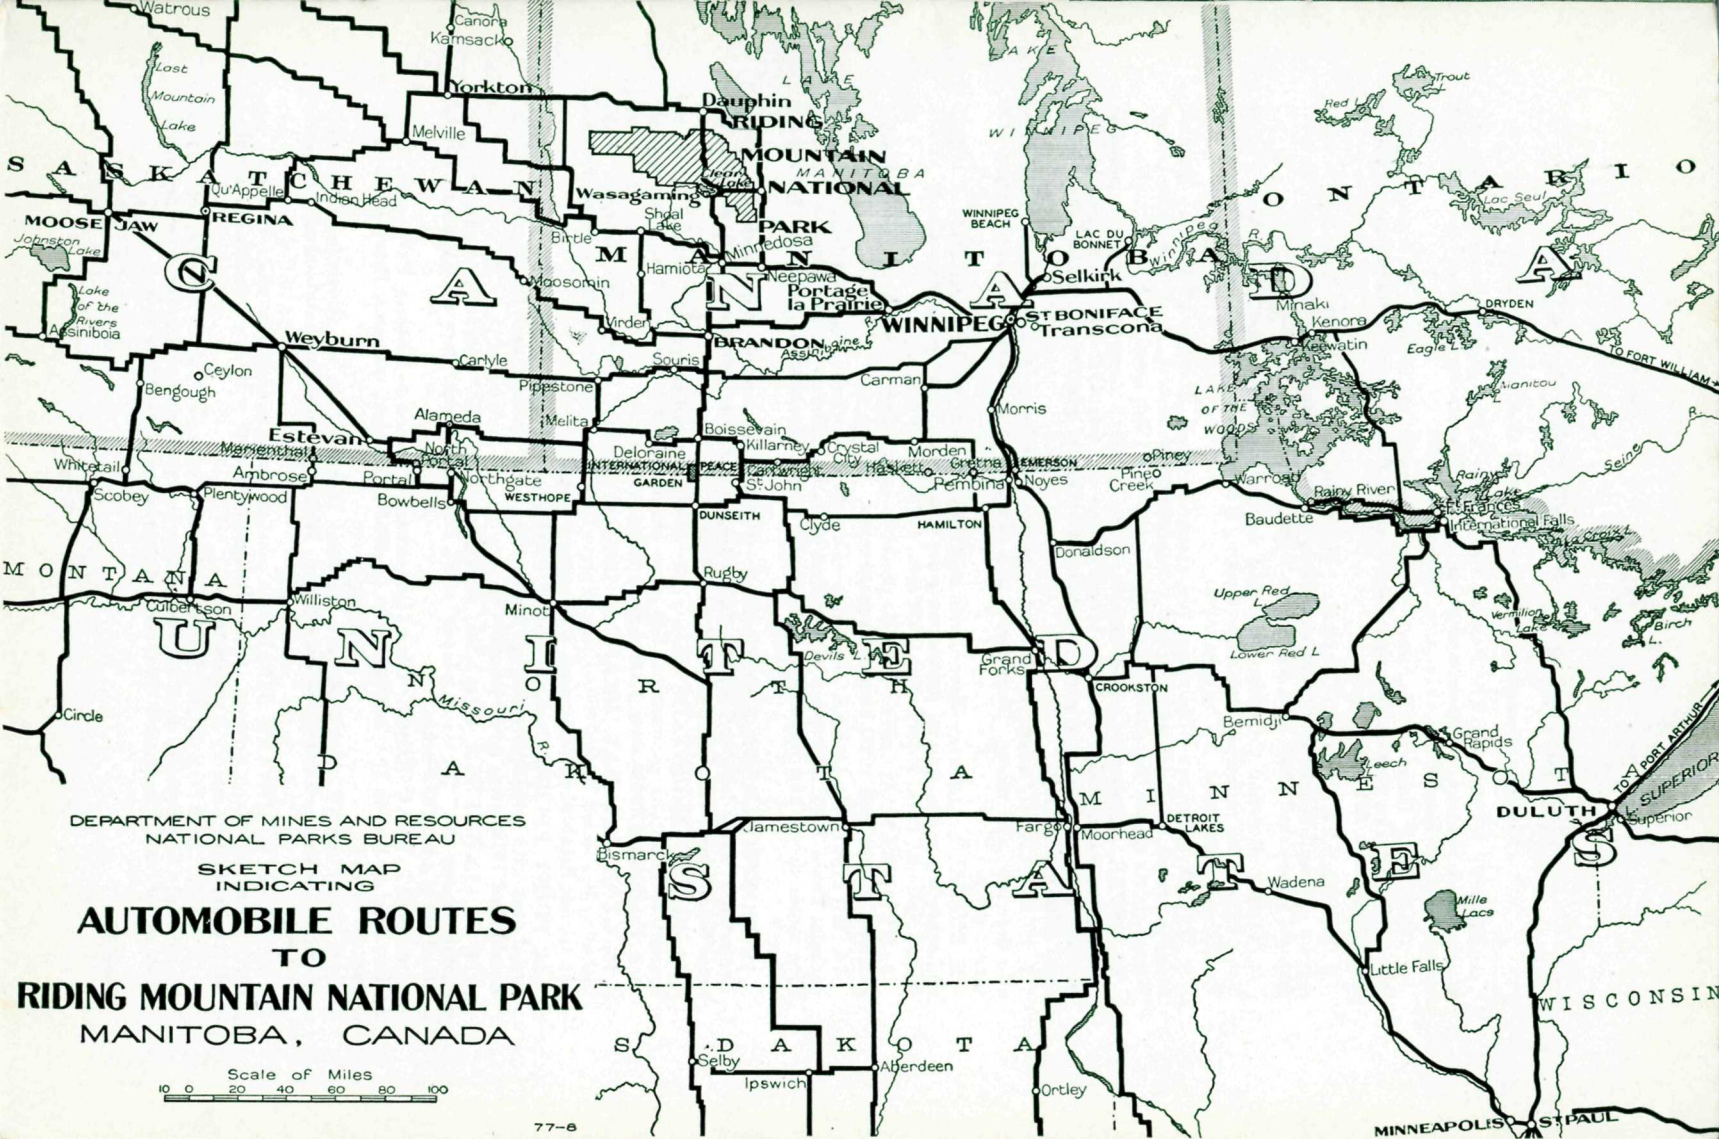 Watrous
Canora
Kamsack
Yorkton
Last
Mountain
Lake
Melville
Dauphin
RIDING
MOUNTAIN
NATIONAL
PARK
Clear
Lake
Wasagaming
LAKE
MANITOBA
LAKE
WINNIPEG
Trout
L.
Red L.
SASKATCHEWAN
ONTARIO
Lac Seul
Qu'Appelle
Indian Head
MOOSE JAW
REGINA
Johnston
Lake
Lake
of the
Rivers
Assiniboia
CANADA
MANITOBA
Birtle
Shoal
Lake
Hamiota
Minnedosa
Neepawa
Moosomin
Virden
Portage
la Prairie
WINNIPEG
BEACH
LAC DU
BONNET
Winnipeg R.
Selkirk
WINNIPEG
ST BONIFACE
Transcona
Minaki
Kenora
Keewatin
DRYDEN
Eagle L.
TO FORT WILLIAM
Weyburn
BRANDON
Assiniboine
Carlyle
Souris
Pipestone
Carman
Ceylon
Bengough
Morris
LAKE
OF THE
WOODS
Manitou
Seine R.
Alameda
Melita
Boissevain
Estevan
Killarney
Crystal
City
Morden
Marienthal
North
Portal
Deloraine
Whitetail
Ambrose
Portal
Northgate
INTERNATIONAL PEACE
GARDEN
Cartwright
St. John
Haskett
Gretna
EMERSON
Pembina
Noyes
Piney
Pine
Creek
Warroad
Rainy River
Rainy
Lake
Ft. Frances
International Falls
La Croix L.
Baudette
Scobey
Plentywood
Bowbells
WESTHOPE
DUNSEITH
Clyde
HAMILTON
Donaldson
MONTANA
Culbertson
Williston
Minot
Rugby
Upper Red
L.
Lower Red L
Vermilion
Lake
Birch
L.
UNITED
Devils L.
Grand
Forks
CROOKSTON
NORTH
Missouri
R.
Circle
Bemidji
Grand
Rapids
Leech
DAKOTA
MINNESOTA
TO PORT ARTHUR
L. SUPERIOR
DULUTH
Superior
Jamestown
Fargo
Moorhead
DETROIT
LAKES
Bismarck
STATES
Wadena
Mille
Lacs
Little Falls
WISCONSIN
DEPARTMENT OF MINES AND RESOURCES
NATIONAL PARKS BUREAU
SKETCH MAP
INDICATING
AUTOMOBILE ROUTES
TO
RIDING MOUNTAIN NATIONAL PARK
MANITOBA, CANADA
Scale of Miles
10 0 20 40 60 80 100
S. DAKOTA
Selby
Ipswich
Aberdeen
Ortley
77-8
MINNEAPOLIS
ST PAUL